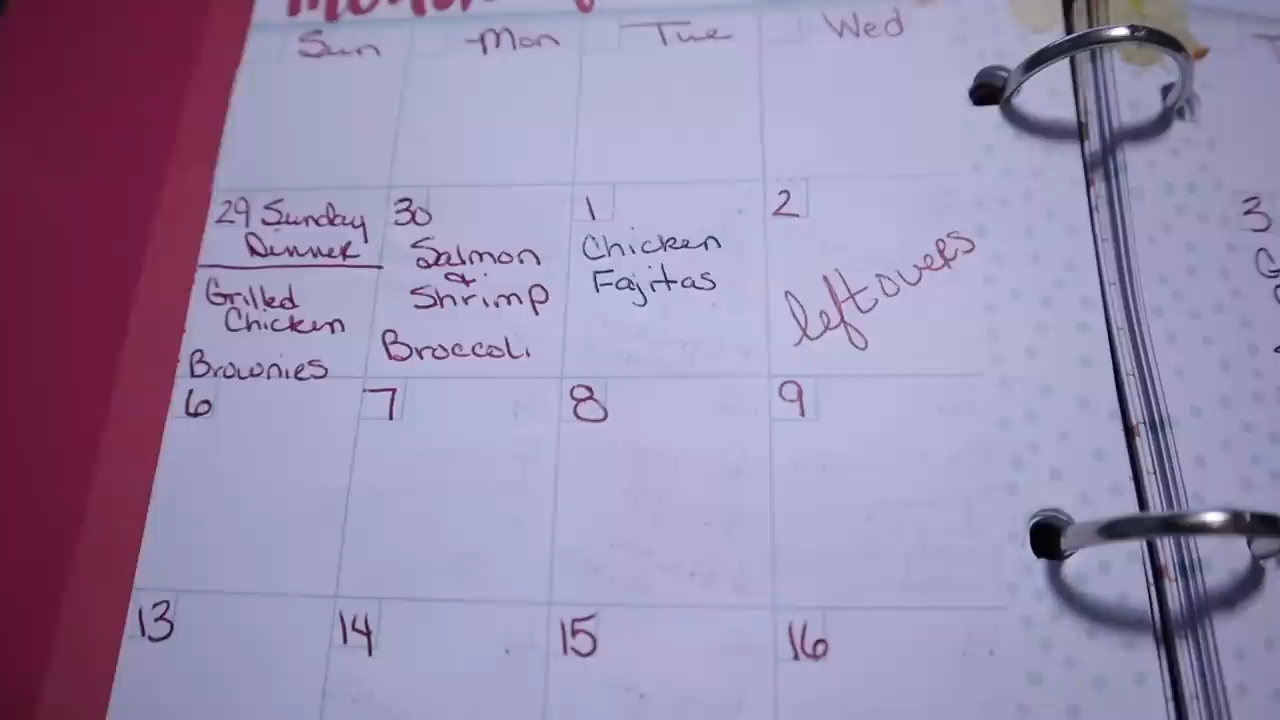 Sun Mon Tue Wed
29 Sunday Dinner
Grilled Chicken
Brownies
30
Salmon
&
Shrimp
Broccoli
1
Chicken
Fajitas
2
leftovers
3
6 7 8 9
13 14 15 16